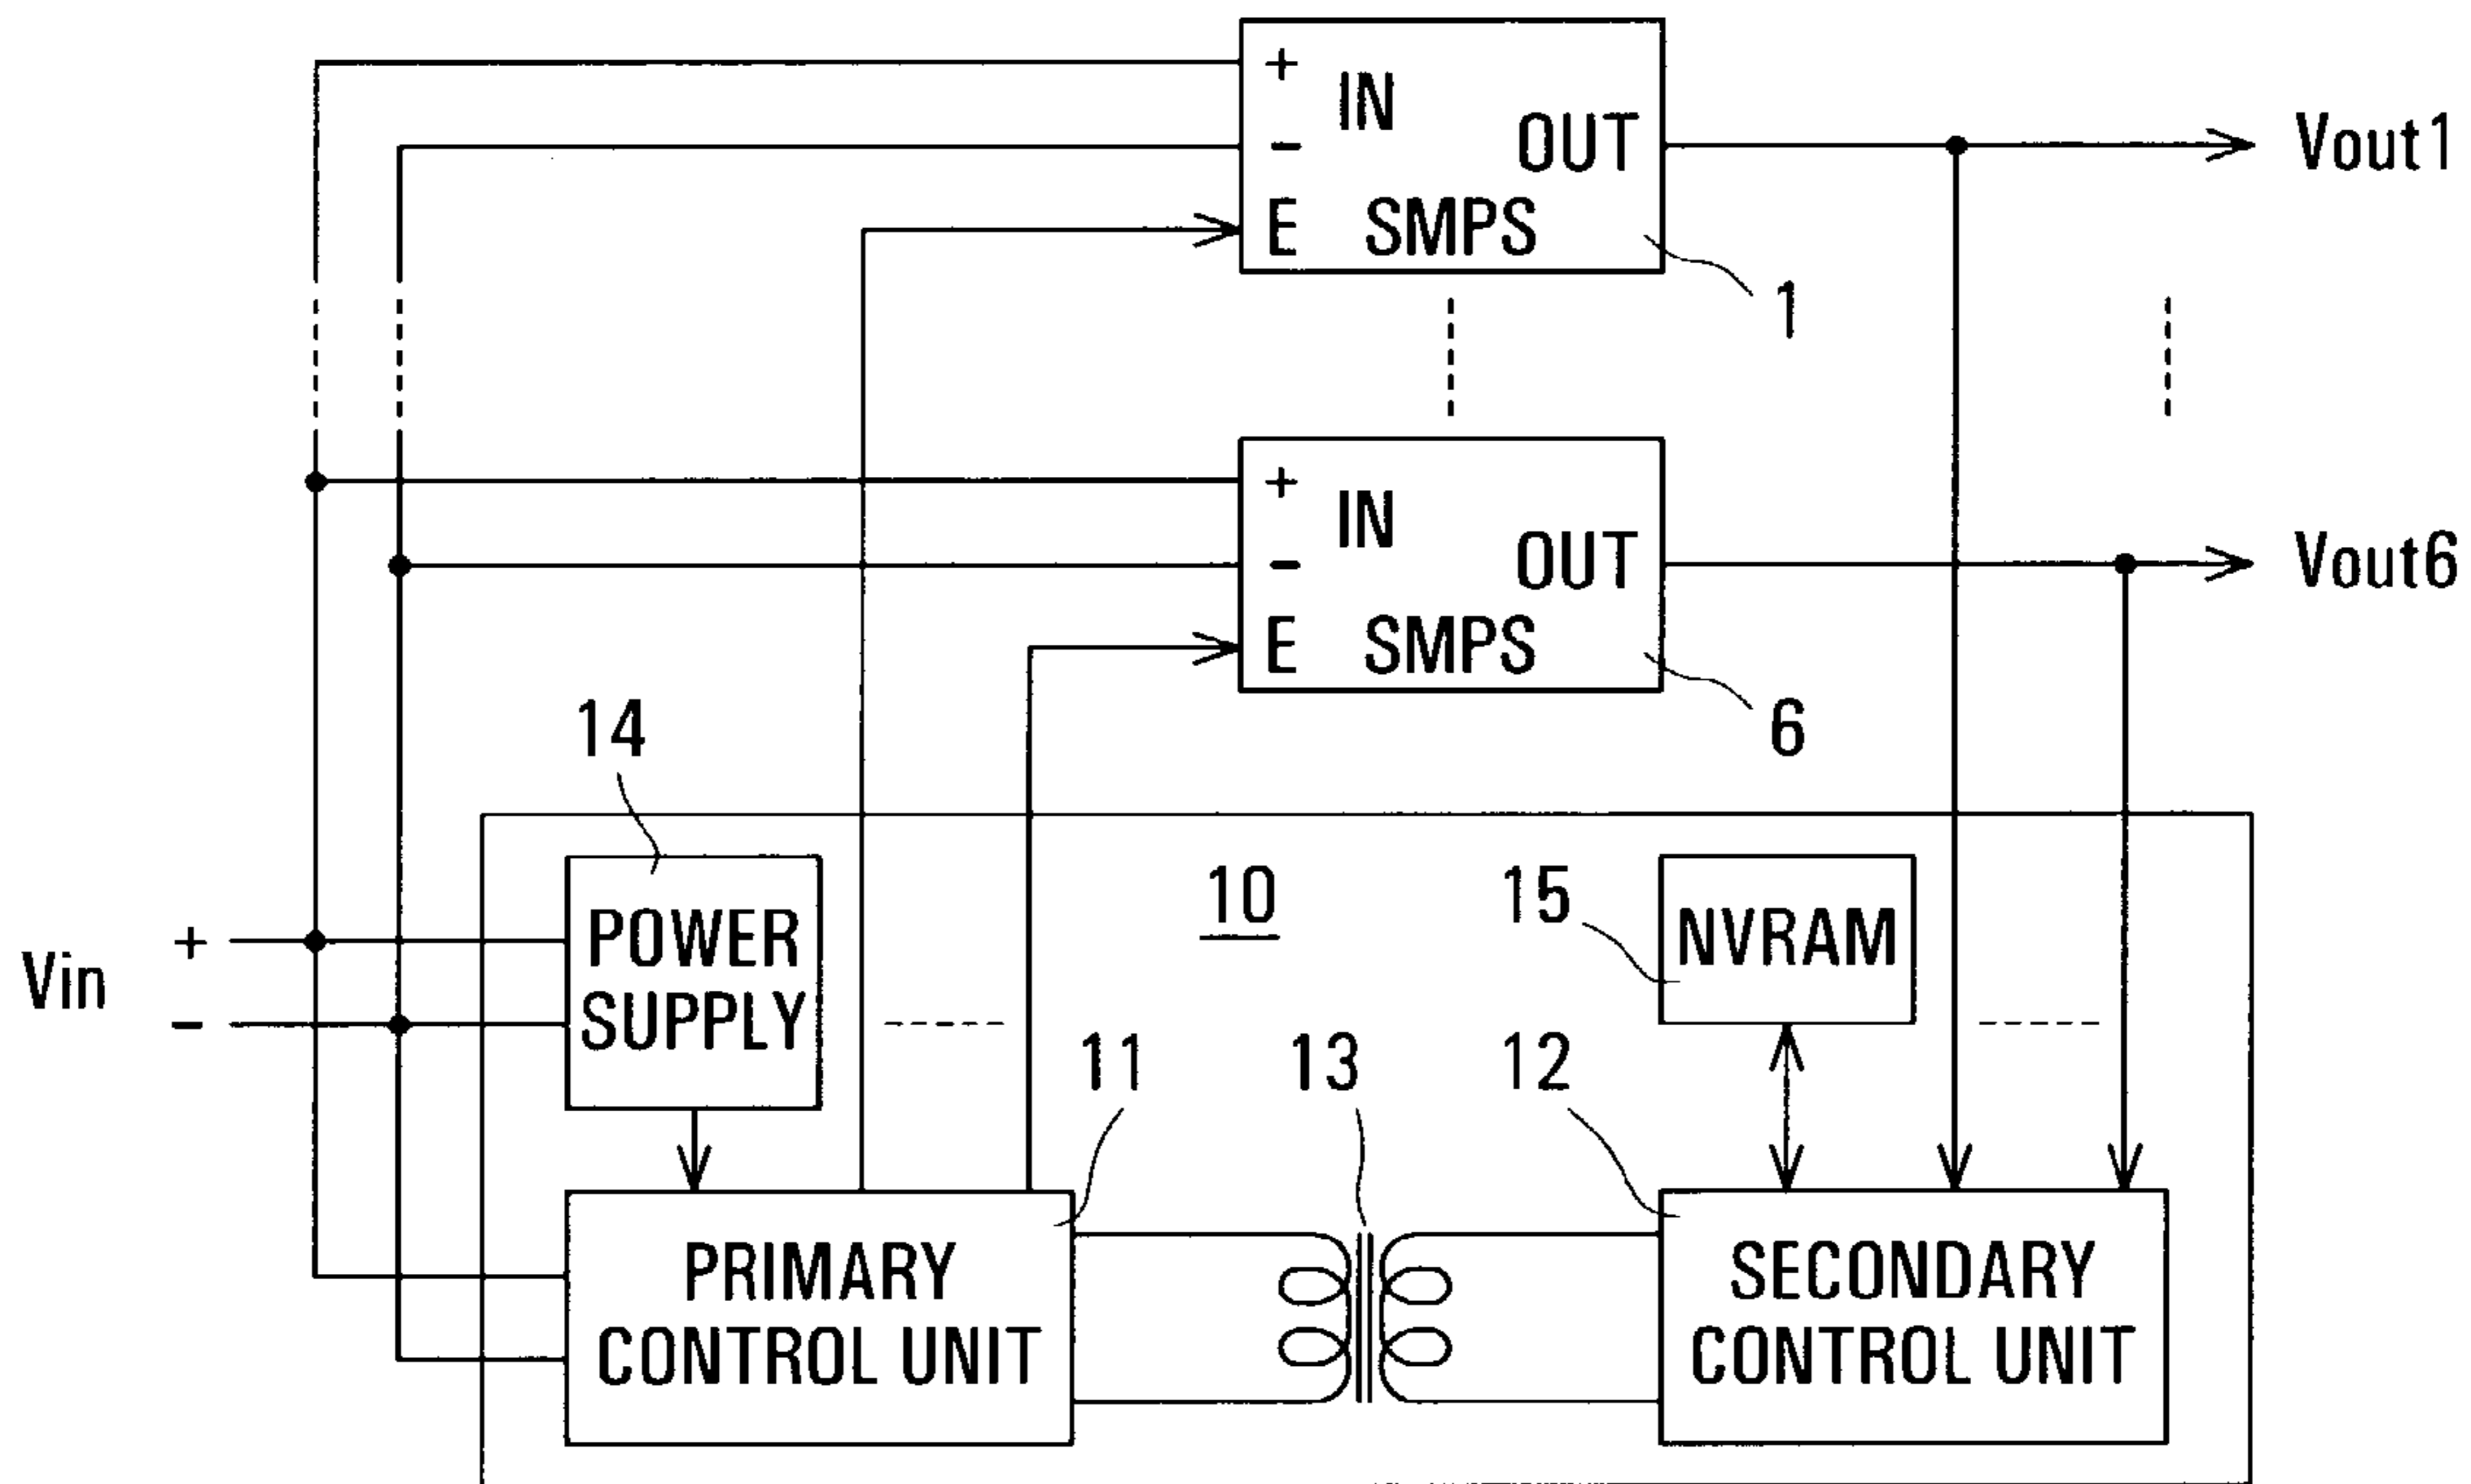 + IN
- OUT
E SMPS
Vout1
1
+ IN
- OUT
E SMPS
Vout6
6
14
10
15
POWER
SUPPLY
NVRAM
Vin
+
-
11
13
12
PRIMARY
CONTROL UNIT
SECONDARY
CONTROL UNIT